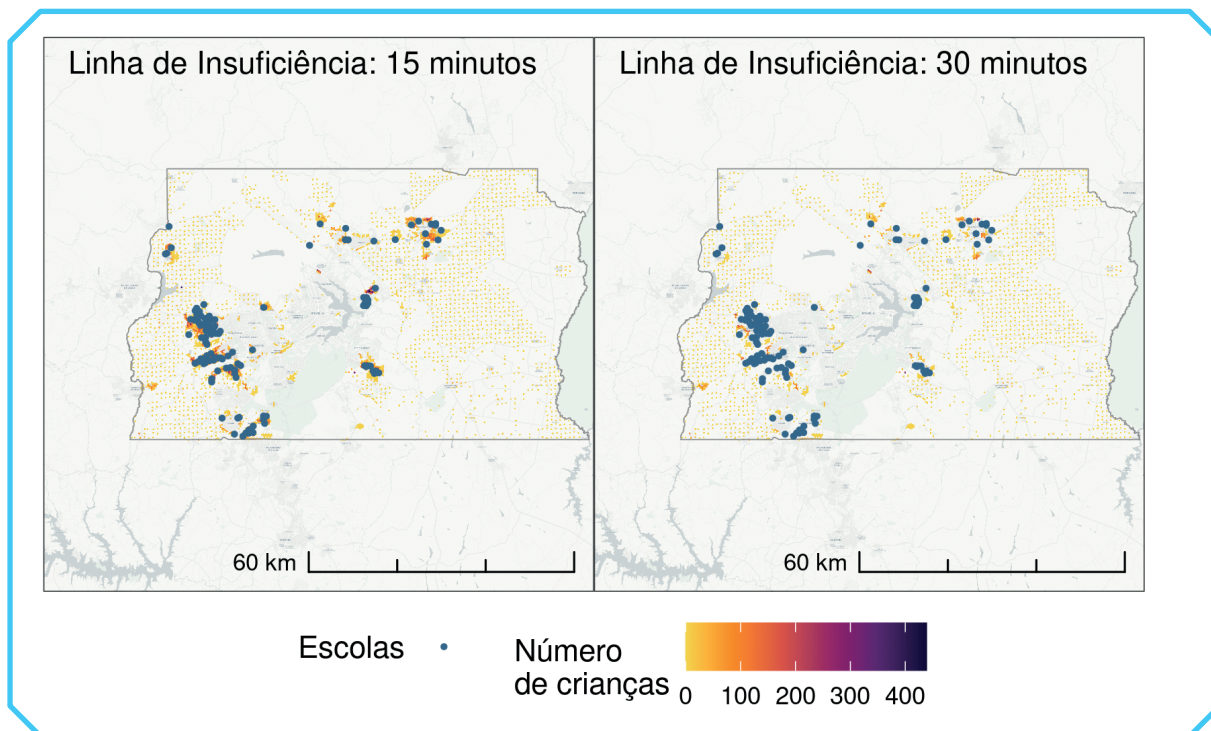 Linha de Insuficiência: 15 minutos
Linha de Insuficiência: 30 minutos
60 km
60 km
Escolas
Número
de crianças
0 100 200 300 400